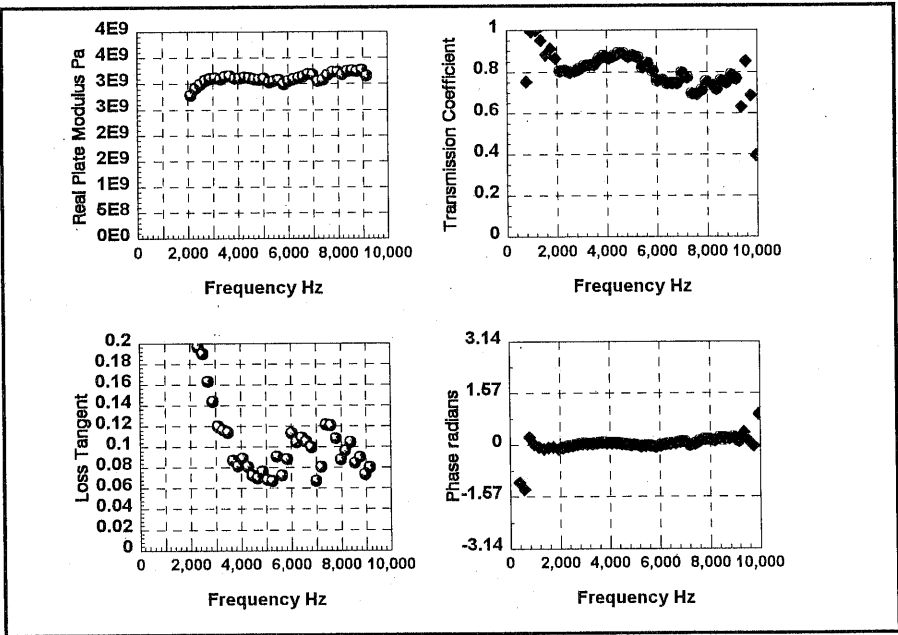 Real Plate Modulus Pa
4E9
3E9
3E9
2E9
2E9
1E9
1E9
5E8
0E0
0 2,000 4,000 6,000 8,000 10,000
Frequency Hz
Transmission Coefficient
1
0.8
0.6
0.4
0.2
0
0 2,000 4,000 6,000 8,000 10,000
Frequency Hz
Loss Tangent
0.2
0.18
0.16
0.14
0.12
0.1
0.08
0.06
0.04
0.02
0
0 2,000 4,000 6,000 8,000 10,000
Frequency Hz
Phase radians
3.14
1.57
0
-1.57
-3.14
0 2,000 4,000 6,000 8,000 10,000
Frequency Hz